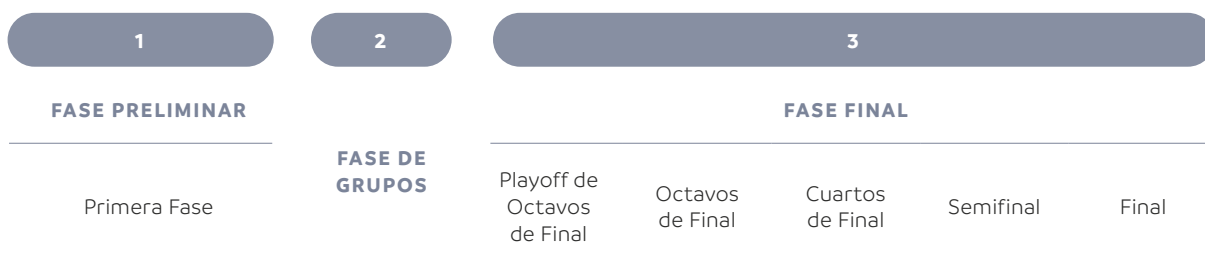 1
2
3
FASE PRELIMINAR
FASE FINAL
FASE DE
GRUPOS
Primera Fase
Playoff de
Octavos
de Final
Octavos
de Final
Cuartos
de Final
Semifinal
Final